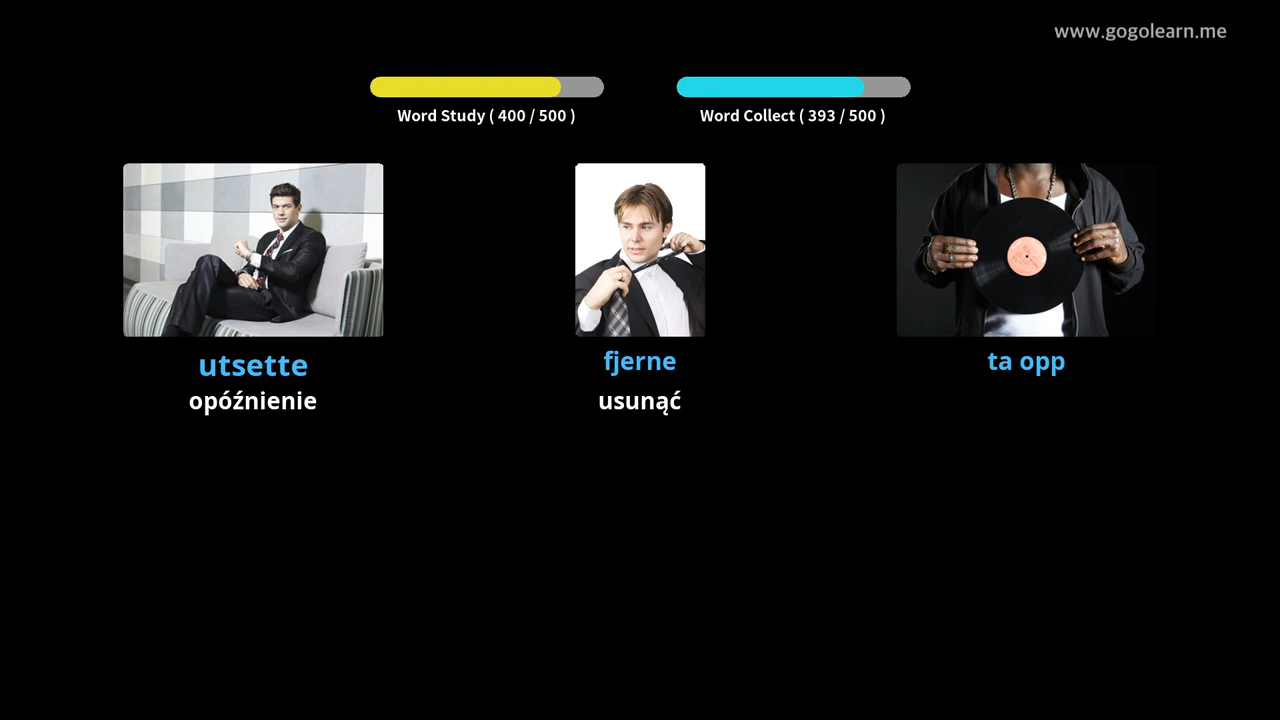 www.gogolearn.me
Word Study ( 400 / 500 )
Word Collect ( 393 / 500 )
utsette
opóźnienie
fjerne
usunąć
ta opp